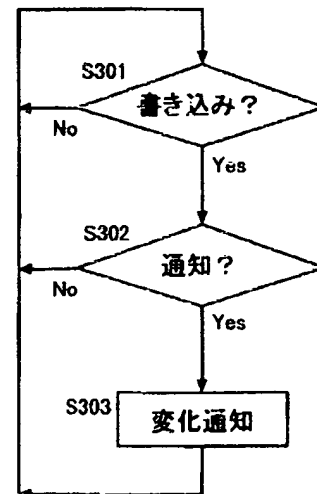 S301
書き込み？
No
Yes
S302
通知？
No
Yes
S303
変化通知